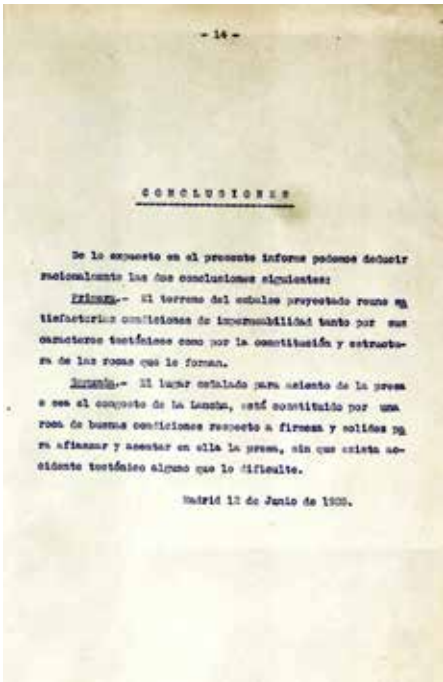 - 14 -
CONCLUSIONES
De lo expuesto en el presente informe podemos deducir
racionalmente las dos conclusiones siguientes:
Primera.- El terreno del embalse proyectado reune sa
tisfactorias condiciones de impermeabilidad tanto por sus
caracteres tectónicos como por la constitución y estructu-
ra de las rocas que le forman.
Segunda.- El lugar señalado para asiento de la presa
o sea el congosto de La Lancha, está constituido por una
roca de buenas condiciones respecto a firmeza y solidez pa
ra afianzar y asentar en ella la presa, sin que exista ac-
cidente tectónico alguno que lo dificulte.
Madrid 12 de Junio de